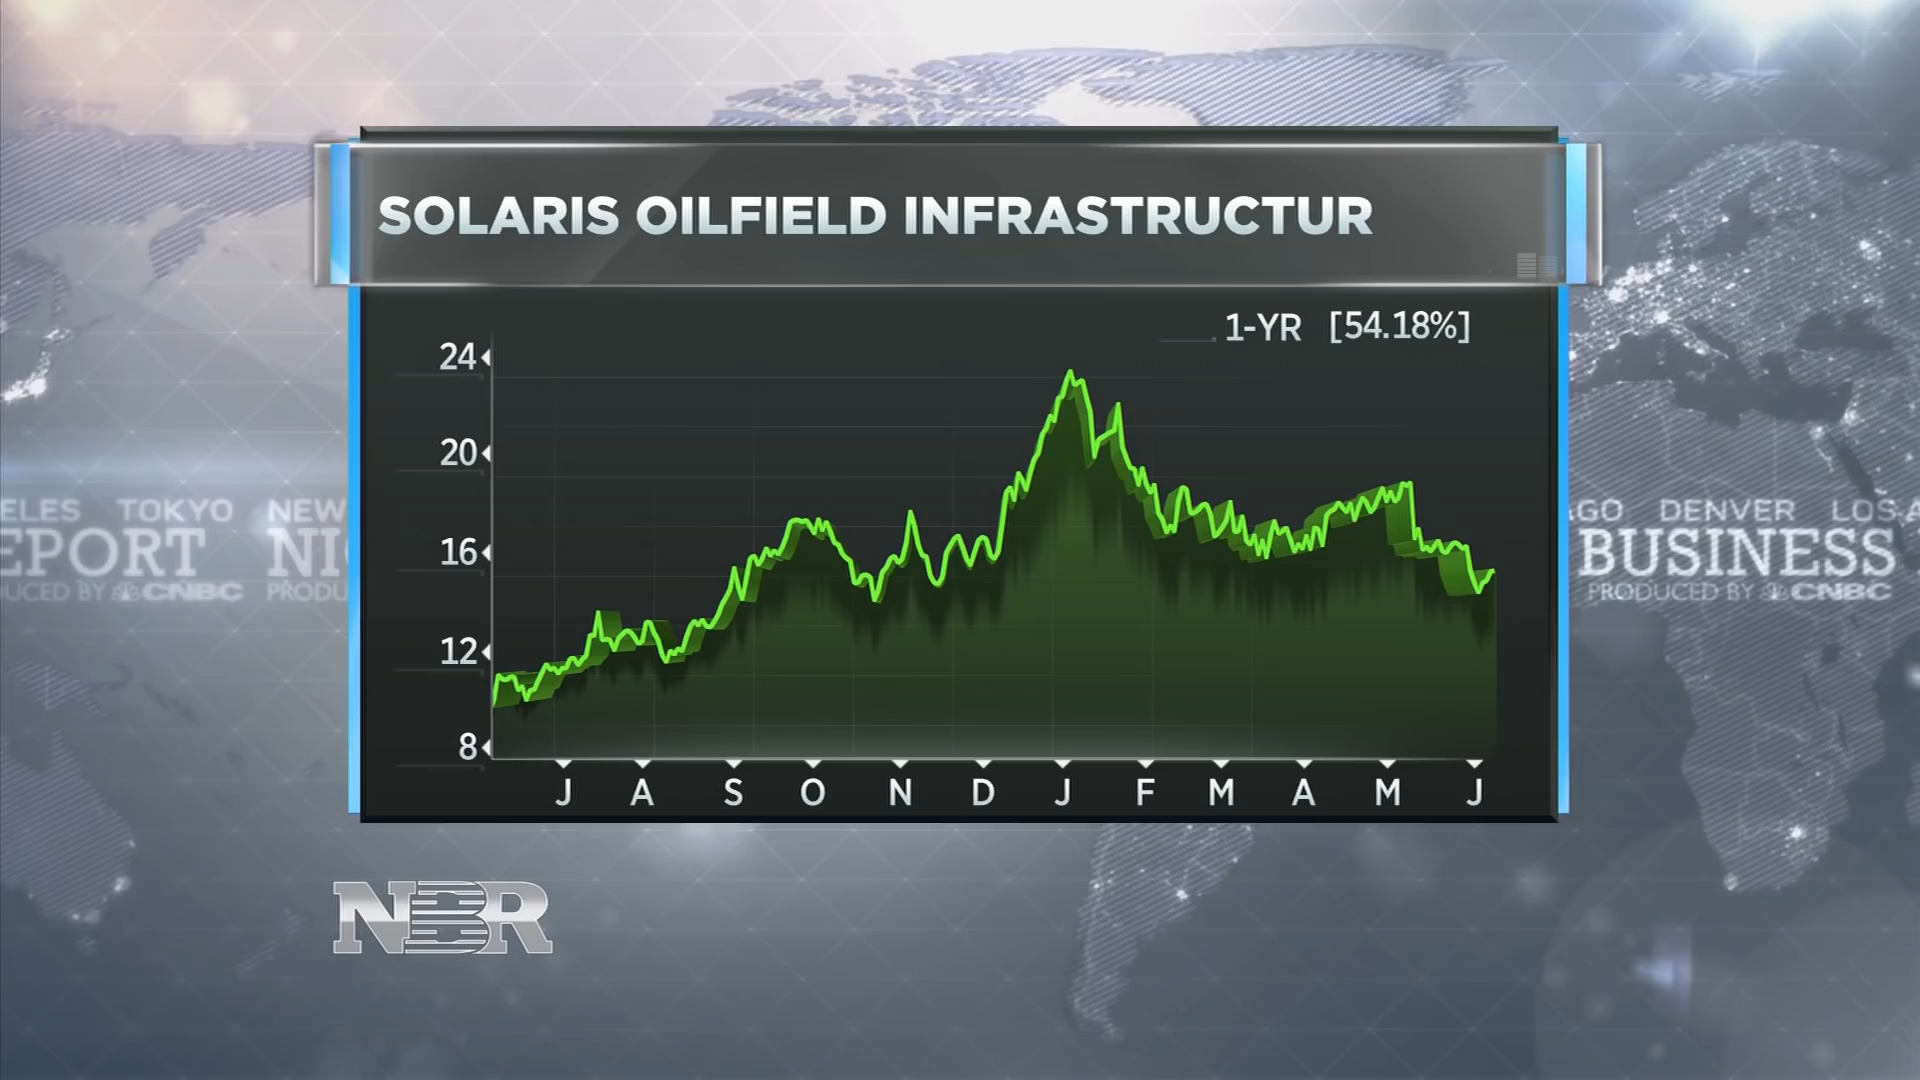 SOLARIS OILFIELD INFRASTRUCTUR
1-YR [54.18%]
24
20
16
12
8
J A S O N D J F M A M J
ELES TOKYO NEW
EPORT NI
UCED BY CNBC PRODU
AGO DENVER LOS A
BUSINESS
PRODUCED BY CNBC
NBR